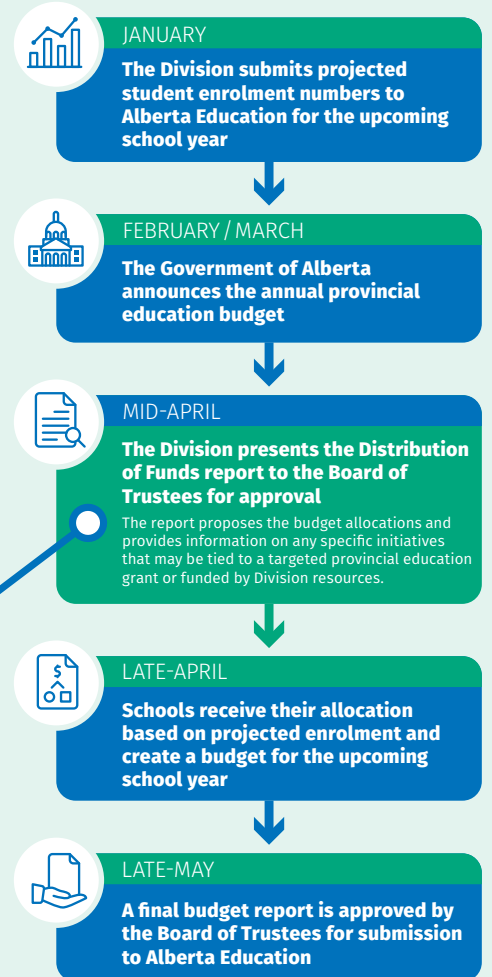 JANUARY
The Division submits projected
student enrolment numbers to
Alberta Education for the upcoming
school year
FEBRUARY / MARCH
The Government of Alberta
announces the annual provincial
education budget
MID-APRIL
The Division presents the Distribution
of Funds report to the Board of
Trustees for approval
The report proposes the budget allocations and
provides information on any specific initiatives
that may be tied to a targeted provincial education
grant or funded by Division resources.
$
LATE-APRIL
Schools receive their allocation
based on projected enrolment and
create a budget for the upcoming
school year
LATE-MAY
A final budget report is approved by
the Board of Trustees for submission
to Alberta Education